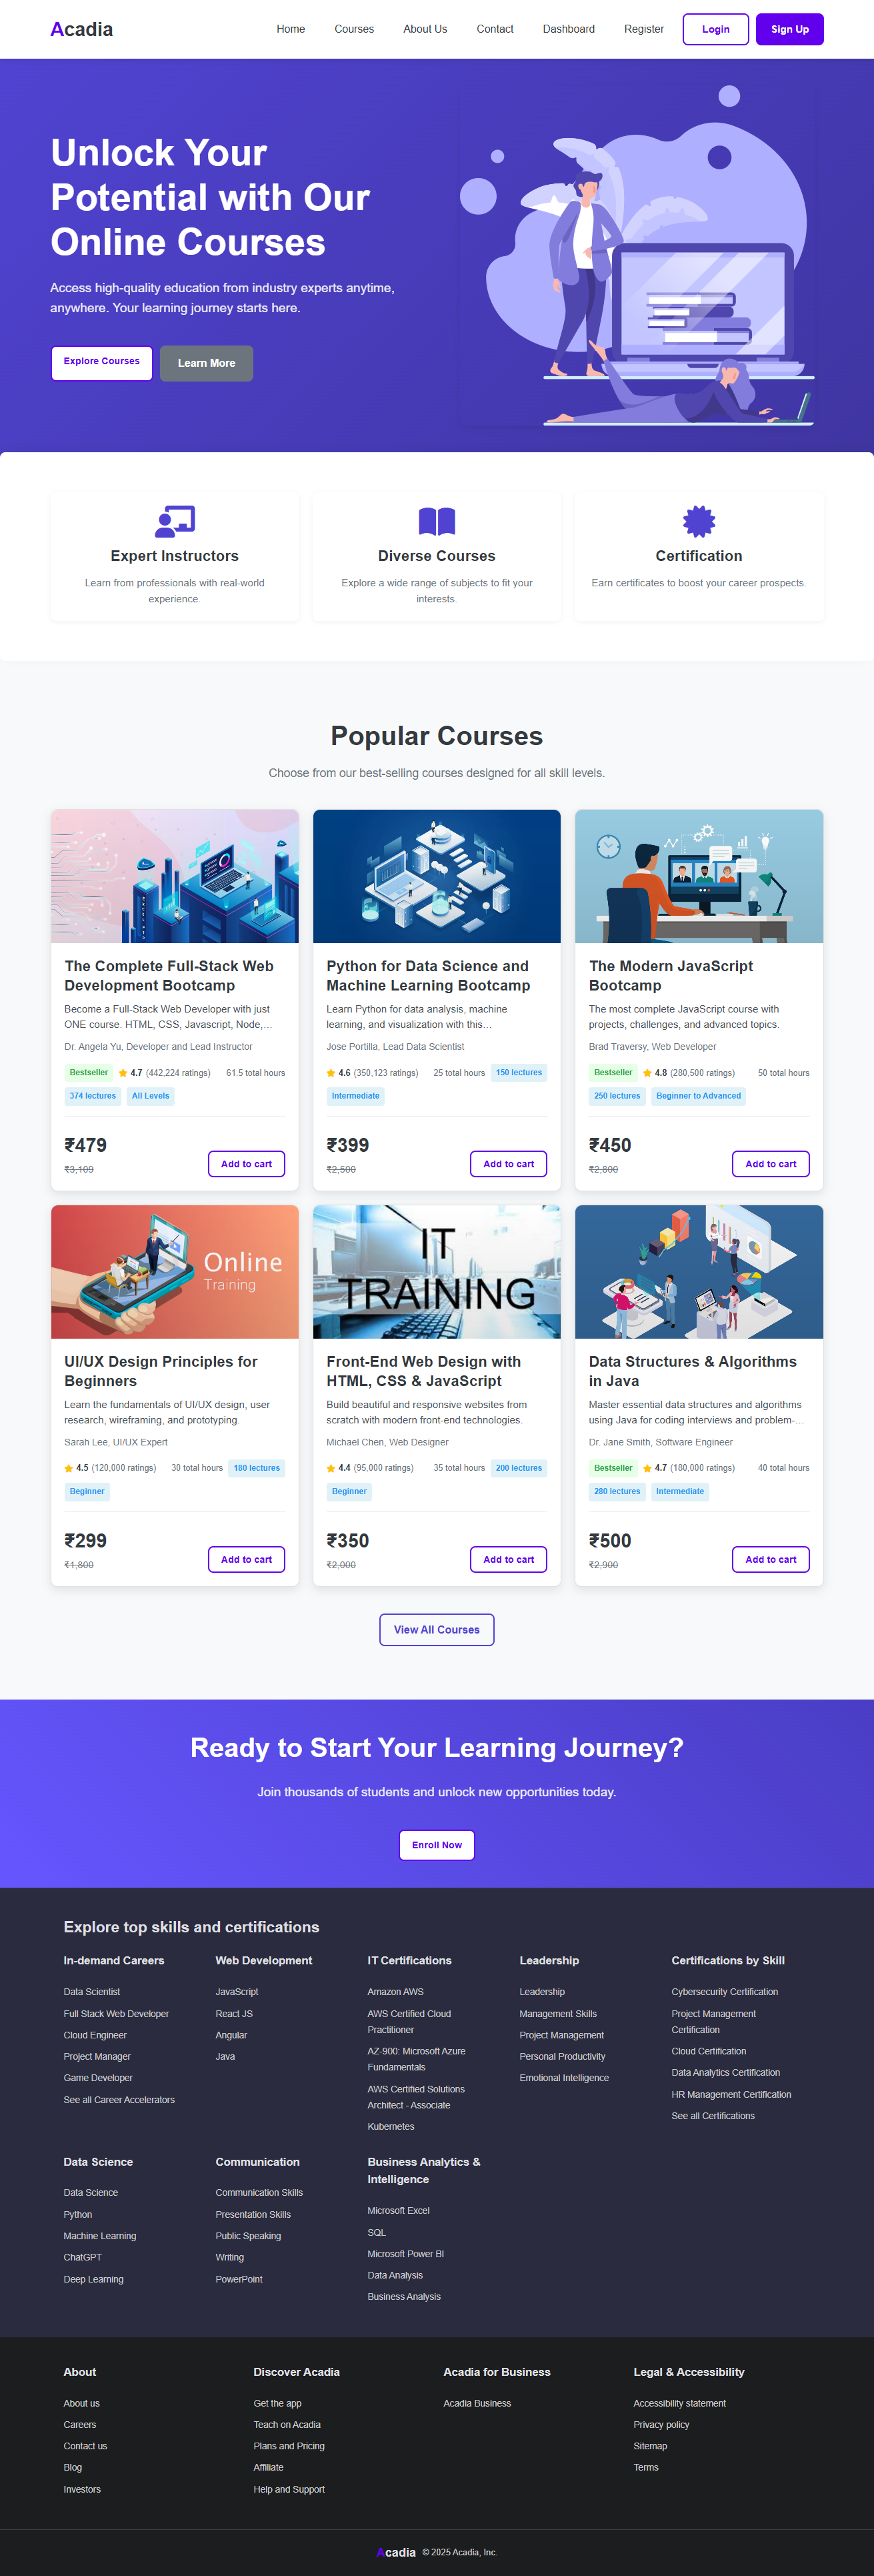 Acadia
Home
Courses
About Us
Contact
Dashboard
Register
Login
Sign Up
Unlock Your
Potential with Our
Online Courses
Access high-quality education from industry experts anytime,
anywhere. Your learning journey starts here.
Explore Courses
Learn More
Expert Instructors
Learn from professionals with real-world
experience.
Diverse Courses
Explore a wide range of subjects to fit your
interests.
Certification
Earn certificates to boost your career prospects.
Popular Courses
Choose from our best-selling courses designed for all skill levels.
The Complete Full-Stack Web
Development Bootcamp
Become a Full-Stack Web Developer with just
ONE course. HTML, CSS, Javascript, Node,...
Dr. Angela Yu, Developer and Lead Instructor
Bestseller 4.7 (442,224 ratings) 61.5 total hours
374 lectures All Levels
₹479
₹3,109
Add to cart
Python for Data Science and
Machine Learning Bootcamp
Learn Python for data analysis, machine
learning, and visualization with this...
Jose Portilla, Lead Data Scientist
4.6 (350,123 ratings) 25 total hours 150 lectures
Intermediate
₹399
₹2,500
Add to cart
The Modern JavaScript
Bootcamp
The most complete JavaScript course with
projects, challenges, and advanced topics.
Brad Traversy, Web Developer
Bestseller 4.8 (280,500 ratings) 50 total hours
250 lectures Beginner to Advanced
₹450
₹2,800
Add to cart
Online
Training
UI/UX Design Principles for
Beginners
Learn the fundamentals of UI/UX design, user
research, wireframing, and prototyping.
Sarah Lee, UI/UX Expert
4.5 (120,000 ratings) 30 total hours 180 lectures
Beginner
₹299
₹1,800
Add to cart
IT
TRAINING
Front-End Web Design with
HTML, CSS & JavaScript
Build beautiful and responsive websites from
scratch with modern front-end technologies.
Michael Chen, Web Designer
4.4 (95,000 ratings) 35 total hours 200 lectures
Beginner
₹350
₹2,000
Add to cart
Data Structures & Algorithms
in Java
Master essential data structures and algorithms
using Java for coding interviews and problem-...
Dr. Jane Smith, Software Engineer
Bestseller 4.7 (180,000 ratings) 40 total hours
280 lectures Intermediate
₹500
₹2,900
Add to cart
View All Courses
Ready to Start Your Learning Journey?
Join thousands of students and unlock new opportunities today.
Enroll Now
Explore top skills and certifications
In-demand Careers
Data Scientist
Full Stack Web Developer
Cloud Engineer
Project Manager
Game Developer
See all Career Accelerators
Web Development
JavaScript
React JS
Angular
Java
IT Certifications
Amazon AWS
AWS Certified Cloud
Practitioner
AZ-900: Microsoft Azure
Fundamentals
AWS Certified Solutions
Architect - Associate
Kubernetes
Leadership
Leadership
Management Skills
Project Management
Personal Productivity
Emotional Intelligence
Certifications by Skill
Cybersecurity Certification
Project Management
Certification
Cloud Certification
Data Analytics Certification
HR Management Certification
See all Certifications
Data Science
Data Science
Python
Machine Learning
ChatGPT
Deep Learning
Communication
Communication Skills
Presentation Skills
Public Speaking
Writing
PowerPoint
Business Analytics &
Intelligence
Microsoft Excel
SQL
Microsoft Power BI
Data Analysis
Business Analysis
About
About us
Careers
Contact us
Blog
Investors
Discover Acadia
Get the app
Teach on Acadia
Plans and Pricing
Affiliate
Help and Support
Acadia for Business
Acadia Business
Legal & Accessibility
Accessibility statement
Privacy policy
Sitemap
Terms
Acadia © 2025 Acadia, Inc.